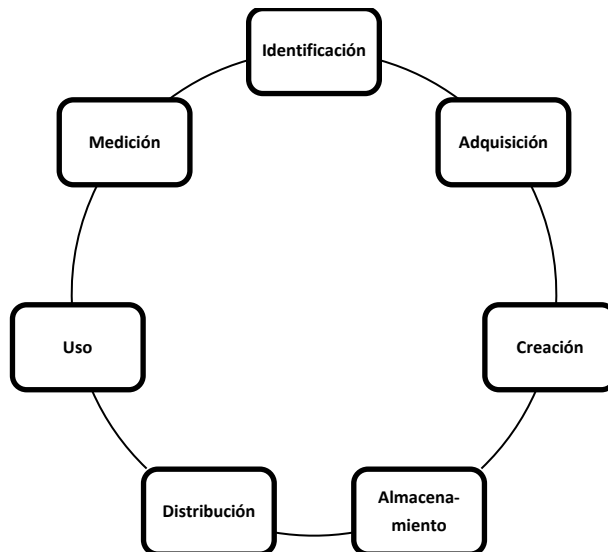 Identificación
Adquisición
Creación
Almacena-
miento
Distribución
Uso
Medición